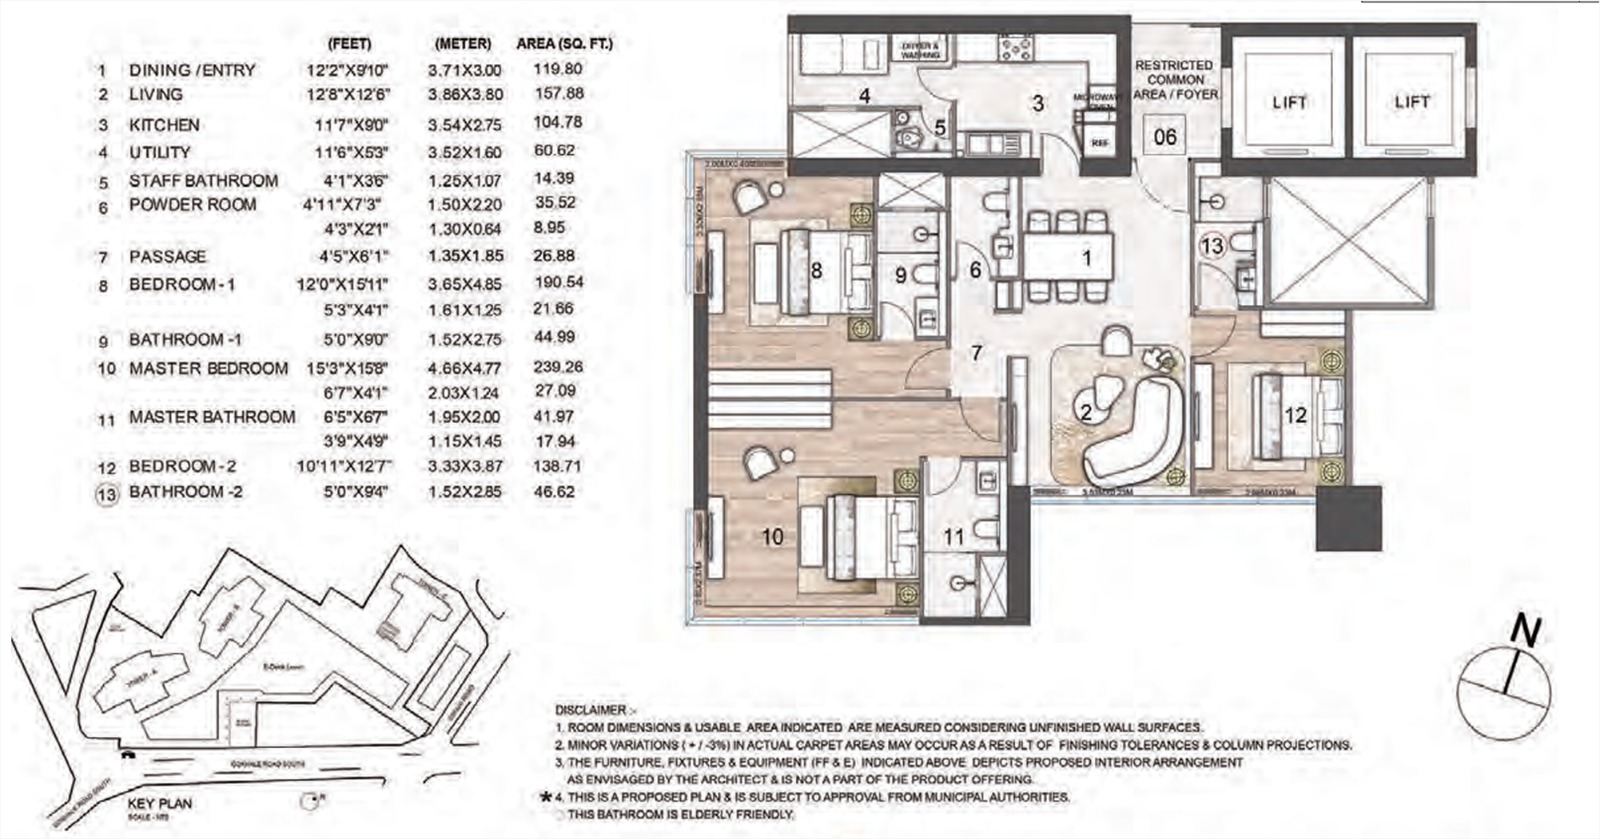 (FEET) (METER) AREA (SQ. FT.)
1 DINING / ENTRY 12'2"X9'10" 3.71X3.00 119.80
2 LIVING 12'8"X12'6" 3.86X3.80 157.88
3 KITCHEN 11'7"X9'0" 3.54X2.75 104.78
4 UTILITY 11'6"X5'3" 3.52X1.60 60.62
5 STAFF BATHROOM 4'1"X3'6" 1.25X1.07 14.39
6 POWDER ROOM 4'11"X7'3" 1.50X2.20 35.52
4'3"X2'1" 1.30X0.64 8.95
7 PASSAGE 4'5"X6'1" 1.35X1.85 26.88
8 BEDROOM - 1 12'0"X15'11" 3.65X4.85 190.54
5'3"X4'1" 1.61X1.25 21.66
9 BATHROOM -1 5'0"X9'0" 1.52X2.75 44.99
10 MASTER BEDROOM 15'3"X15'8" 4.66X4.77 239.26
6'7"X4'1" 2.03X1.24 27.09
11 MASTER BATHROOM 6'5"X6'7" 1.95X2.00 41.97
3'9"X4'9" 1.15X1.45 17.94
12 BEDROOM - 2 10'11"X12'7" 3.33X3.87 138.71
13 BATHROOM -2 5'0"X9'4" 1.52X2.85 46.62
DRYER &
WASHING
4
5
3
MICROWAVE
OVEN
REF
RESTRICTED
COMMON
AREA / FOYER
06
LIFT
LIFT
8
9
6
1
13
7
2
12
10
11
N
TOWER - B
TOWER - A
KEY PLAN
SCALE - NTS
N
DISCLAIMER :-
1. ROOM DIMENSIONS & USABLE AREA INDICATED ARE MEASURED CONSIDERING UNFINISHED WALL SURFACES.
2. MINOR VARIATIONS ( + / -3%) IN ACTUAL CARPET AREAS MAY OCCUR AS A RESULT OF FINISHING TOLERANCES & COLUMN PROJECTIONS.
3. THE FURNITURE, FIXTURES & EQUIPMENT (FF & E) INDICATED ABOVE DEPICTS PROPOSED INTERIOR ARRANGEMENT
AS ENVISAGED BY THE ARCHITECT & IS NOT A PART OF THE PRODUCT OFFERING.
* 4. THIS IS A PROPOSED PLAN & IS SUBJECT TO APPROVAL FROM MUNICIPAL AUTHORITIES.
THIS BATHROOM IS ELDERLY FRIENDLY.